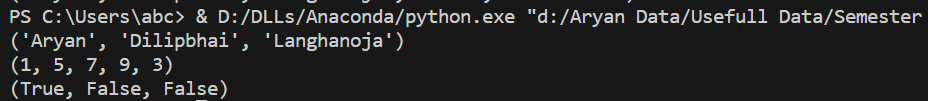 PS C:\Users\abc> & D:/DLLs/Anaconda/python.exe "d:/Aryan Data/Usefull Data/Semester
('Aryan', 'Dilipbhai', 'Langhanoja')
(1, 5, 7, 9, 3)
(True, False, False)